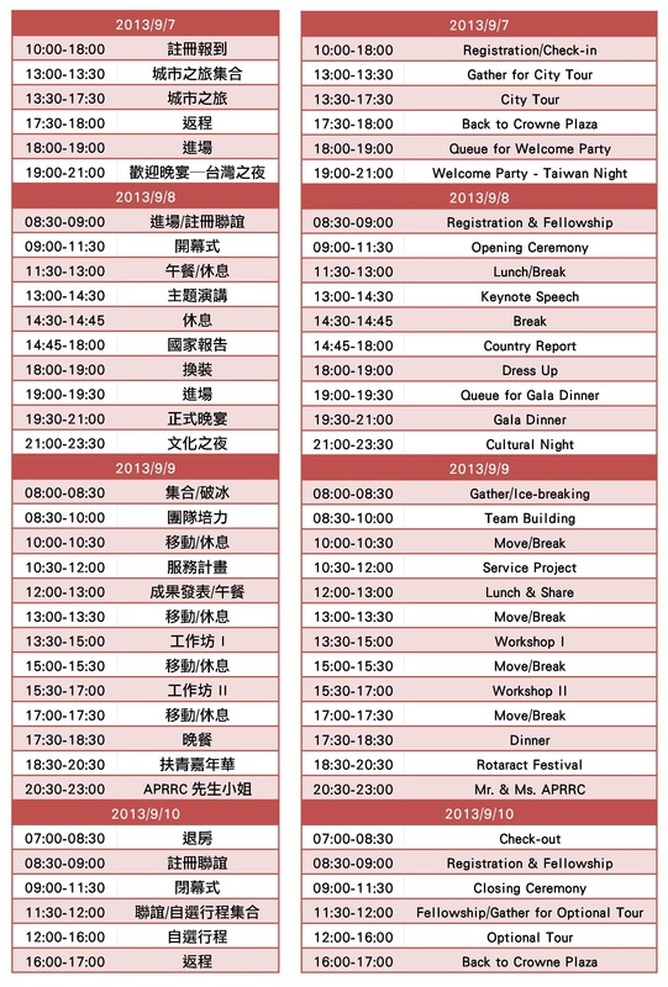 2013/9/7
10:00-18:00 註冊報到
13:00-13:30 城市之旅集合
13:30-17:30 城市之旅
17:30-18:00 返程
18:00-19:00 進場
19:00-21:00 歡迎晚宴─台灣之夜
2013/9/8
08:30-09:00 進場/註冊聯誼
09:00-11:30 開幕式
11:30-13:00 午餐/休息
13:00-14:30 主題演講
14:30-14:45 休息
14:45-18:00 國家報告
18:00-19:00 換裝
19:00-19:30 進場
19:30-21:00 正式晚宴
21:00-23:30 文化之夜
2013/9/9
08:00-08:30 集合/破冰
08:30-10:00 團隊培力
10:00-10:30 移動/休息
10:30-12:00 服務計畫
12:00-13:00 成果發表/午餐
13:00-13:30 移動/休息
13:30-15:00 工作坊 I
15:00-15:30 移動/休息
15:30-17:00 工作坊 II
17:00-17:30 移動/休息
17:30-18:30 晚餐
18:30-20:30 扶青嘉年華
20:30-23:00 APRRC 先生小姐
2013/9/10
07:00-08:30 退房
08:30-09:00 註冊聯誼
09:00-11:30 閉幕式
11:30-12:00 聯誼/自選行程集合
12:00-16:00 自選行程
16:00-17:00 返程
2013/9/7
10:00-18:00 Registration/Check-in
13:00-13:30 Gather for City Tour
13:30-17:30 City Tour
17:30-18:00 Back to Crowne Plaza
18:00-19:00 Queue for Welcome Party
19:00-21:00 Welcome Party - Taiwan Night
2013/9/8
08:30-09:00 Registration & Fellowship
09:00-11:30 Opening Ceremony
11:30-13:00 Lunch/Break
13:00-14:30 Keynote Speech
14:30-14:45 Break
14:45-18:00 Country Report
18:00-19:00 Dress Up
19:00-19:30 Queue for Gala Dinner
19:30-21:00 Gala Dinner
21:00-23:30 Cultural Night
2013/9/9
08:00-08:30 Gather/Ice-breaking
08:30-10:00 Team Building
10:00-10:30 Move/Break
10:30-12:00 Service Project
12:00-13:00 Lunch & Share
13:00-13:30 Move/Break
13:30-15:00 Workshop I
15:00-15:30 Move/Break
15:30-17:00 Workshop II
17:00-17:30 Move/Break
17:30-18:30 Dinner
18:30-20:30 Rotaract Festival
20:30-23:00 Mr. & Ms. APRRC
2013/9/10
07:00-08:30 Check-out
08:30-09:00 Registration & Fellowship
09:00-11:30 Closing Ceremony
11:30-12:00 Fellowship/Gather for Optional Tour
12:00-16:00 Optional Tour
16:00-17:00 Back to Crowne Plaza